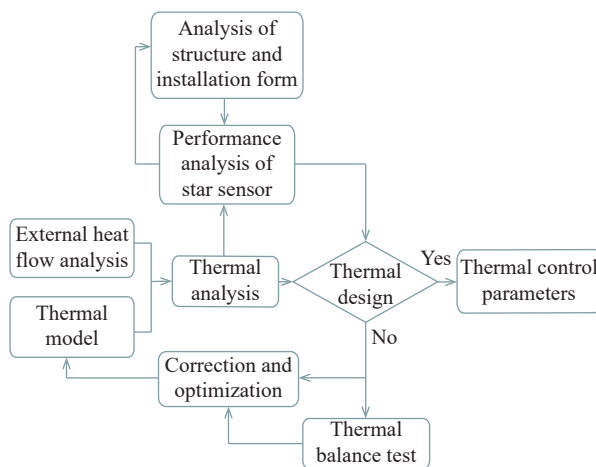 Analysis of
structure and
installation form
Performance
analysis of
star sensor
External heat
flow analysis
Thermal
analysis
Thermal
design
Yes
Thermal control
parameters
Thermal
model
No
Correction and
optimization
Thermal
balance test